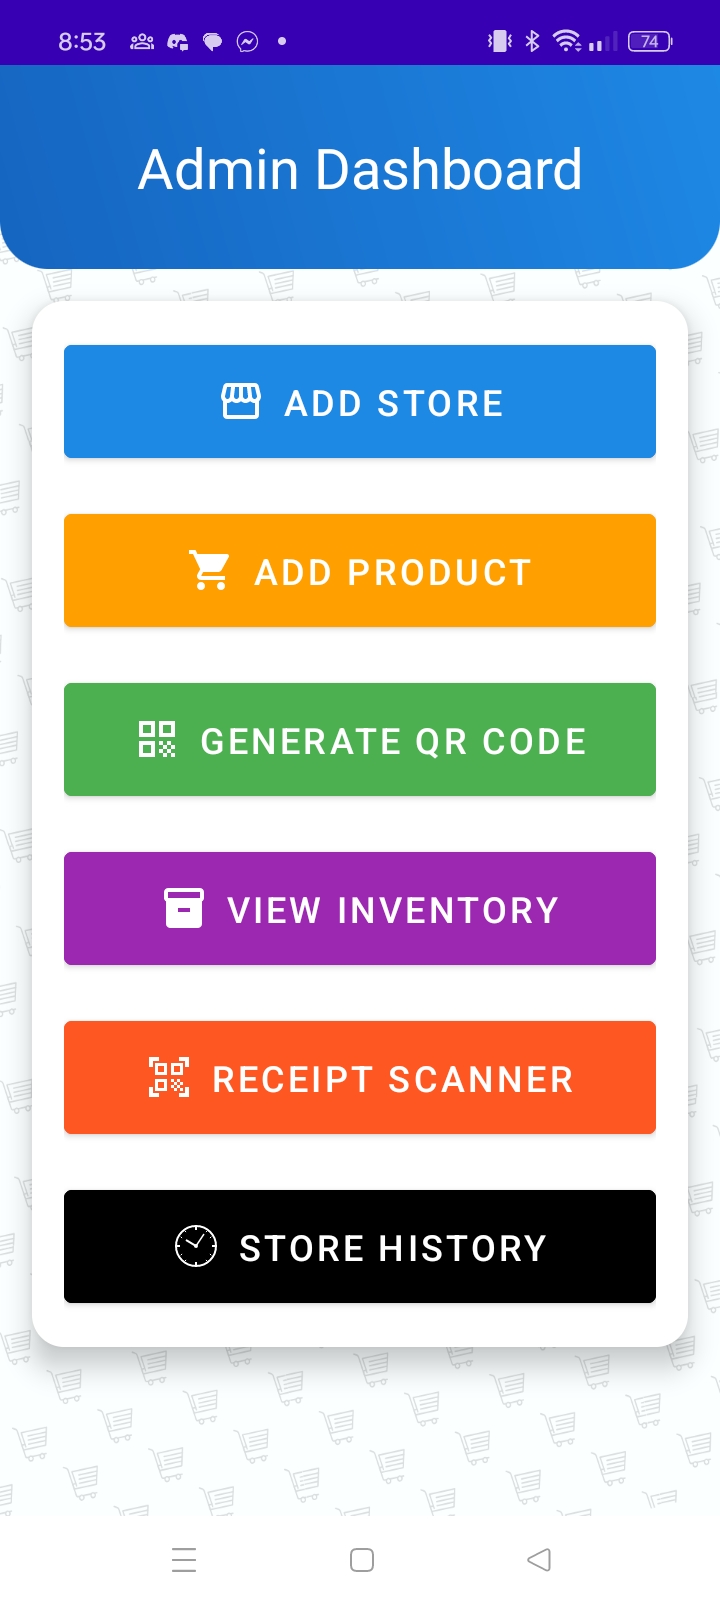 8:53
74
Admin Dashboard
ADD STORE
ADD PRODUCT
GENERATE QR CODE
VIEW INVENTORY
RECEIPT SCANNER
STORE HISTORY